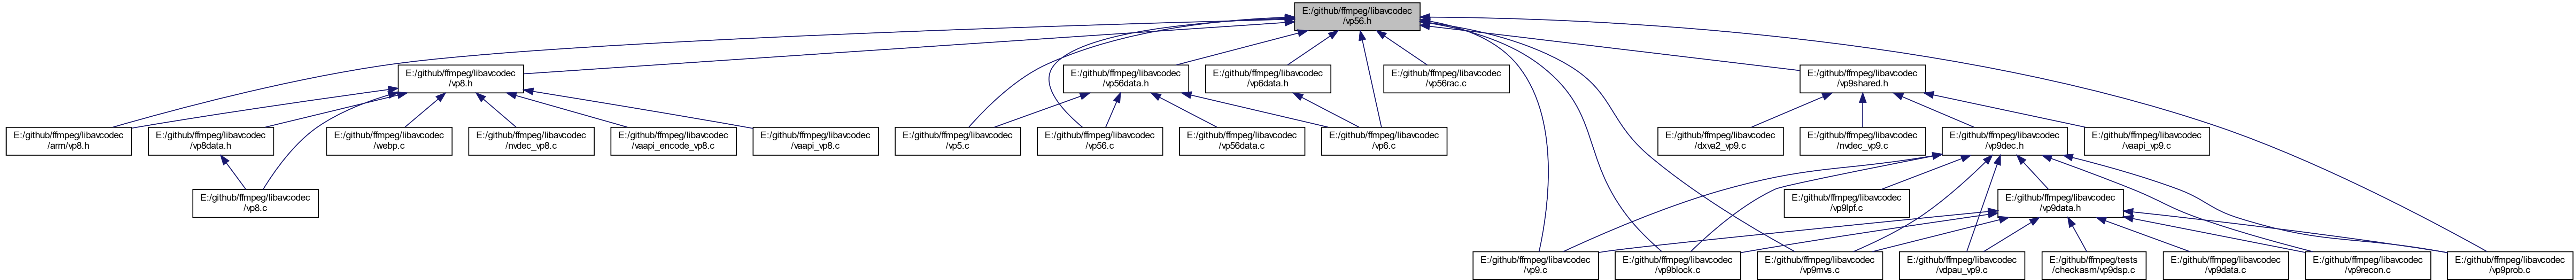 E:/github/ffmpeg/libavcodec
/vp56.h
E:/github/ffmpeg/libavcodec
/vp8.h
E:/github/ffmpeg/libavcodec
/vp56data.h
E:/github/ffmpeg/libavcodec
/vp6data.h
E:/github/ffmpeg/libavcodec
/vp56rac.c
E:/github/ffmpeg/libavcodec
/vp9shared.h
E:/github/ffmpeg/libavcodec
/arm/vp8.h
E:/github/ffmpeg/libavcodec
/vp8data.h
E:/github/ffmpeg/libavcodec
/webp.c
E:/github/ffmpeg/libavcodec
/nvdec_vp8.c
E:/github/ffmpeg/libavcodec
/vaapi_encode_vp8.c
E:/github/ffmpeg/libavcodec
/vaapi_vp8.c
E:/github/ffmpeg/libavcodec
/vp5.c
E:/github/ffmpeg/libavcodec
/vp56.c
E:/github/ffmpeg/libavcodec
/vp56data.c
E:/github/ffmpeg/libavcodec
/vp6.c
E:/github/ffmpeg/libavcodec
/dxva2_vp9.c
E:/github/ffmpeg/libavcodec
/nvdec_vp9.c
E:/github/ffmpeg/libavcodec
/vp9dec.h
E:/github/ffmpeg/libavcodec
/vaapi_vp9.c
E:/github/ffmpeg/libavcodec
/vp8.c
E:/github/ffmpeg/libavcodec
/vp9lpf.c
E:/github/ffmpeg/libavcodec
/vp9data.h
E:/github/ffmpeg/libavcodec
/vp9.c
E:/github/ffmpeg/libavcodec
/vp9block.c
E:/github/ffmpeg/libavcodec
/vp9mvs.c
E:/github/ffmpeg/libavcodec
/vdpau_vp9.c
E:/github/ffmpeg/tests
/checkasm/vp9dsp.c
E:/github/ffmpeg/libavcodec
/vp9data.c
E:/github/ffmpeg/libavcodec
/vp9recon.c
E:/github/ffmpeg/libavcodec
/vp9prob.c